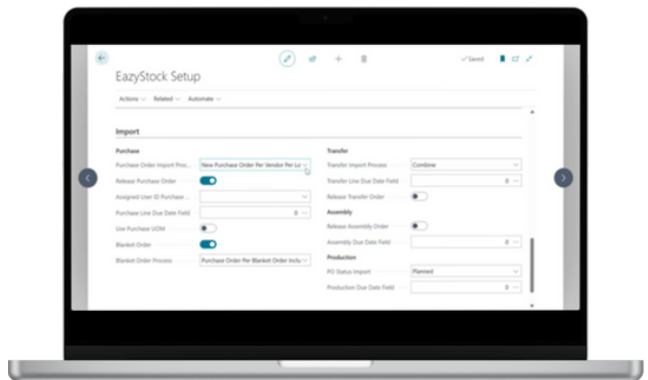 Saved
EazyStock Setup
Actions Related Automate
Import
Purchase
Purchase Order Import Proc... New Purchase Order Per Vendor Per Lo
Release Purchase Order
Assigned User ID Purchase ...
Purchase Line Due Date Field 0 ...
Use Purchase UOM
Blanket Order
Blanket Order Process Purchase Order Per Blanket Order Inclu
Transfer
Transfer Import Process Combine
Transfer Line Due Date Field 0 ...
Release Transfer Order
Assembly
Release Assembly Order
Assembly Due Date Field 0 ...
Production
PO Status Import Planned
Production Due Date Field 0 ...